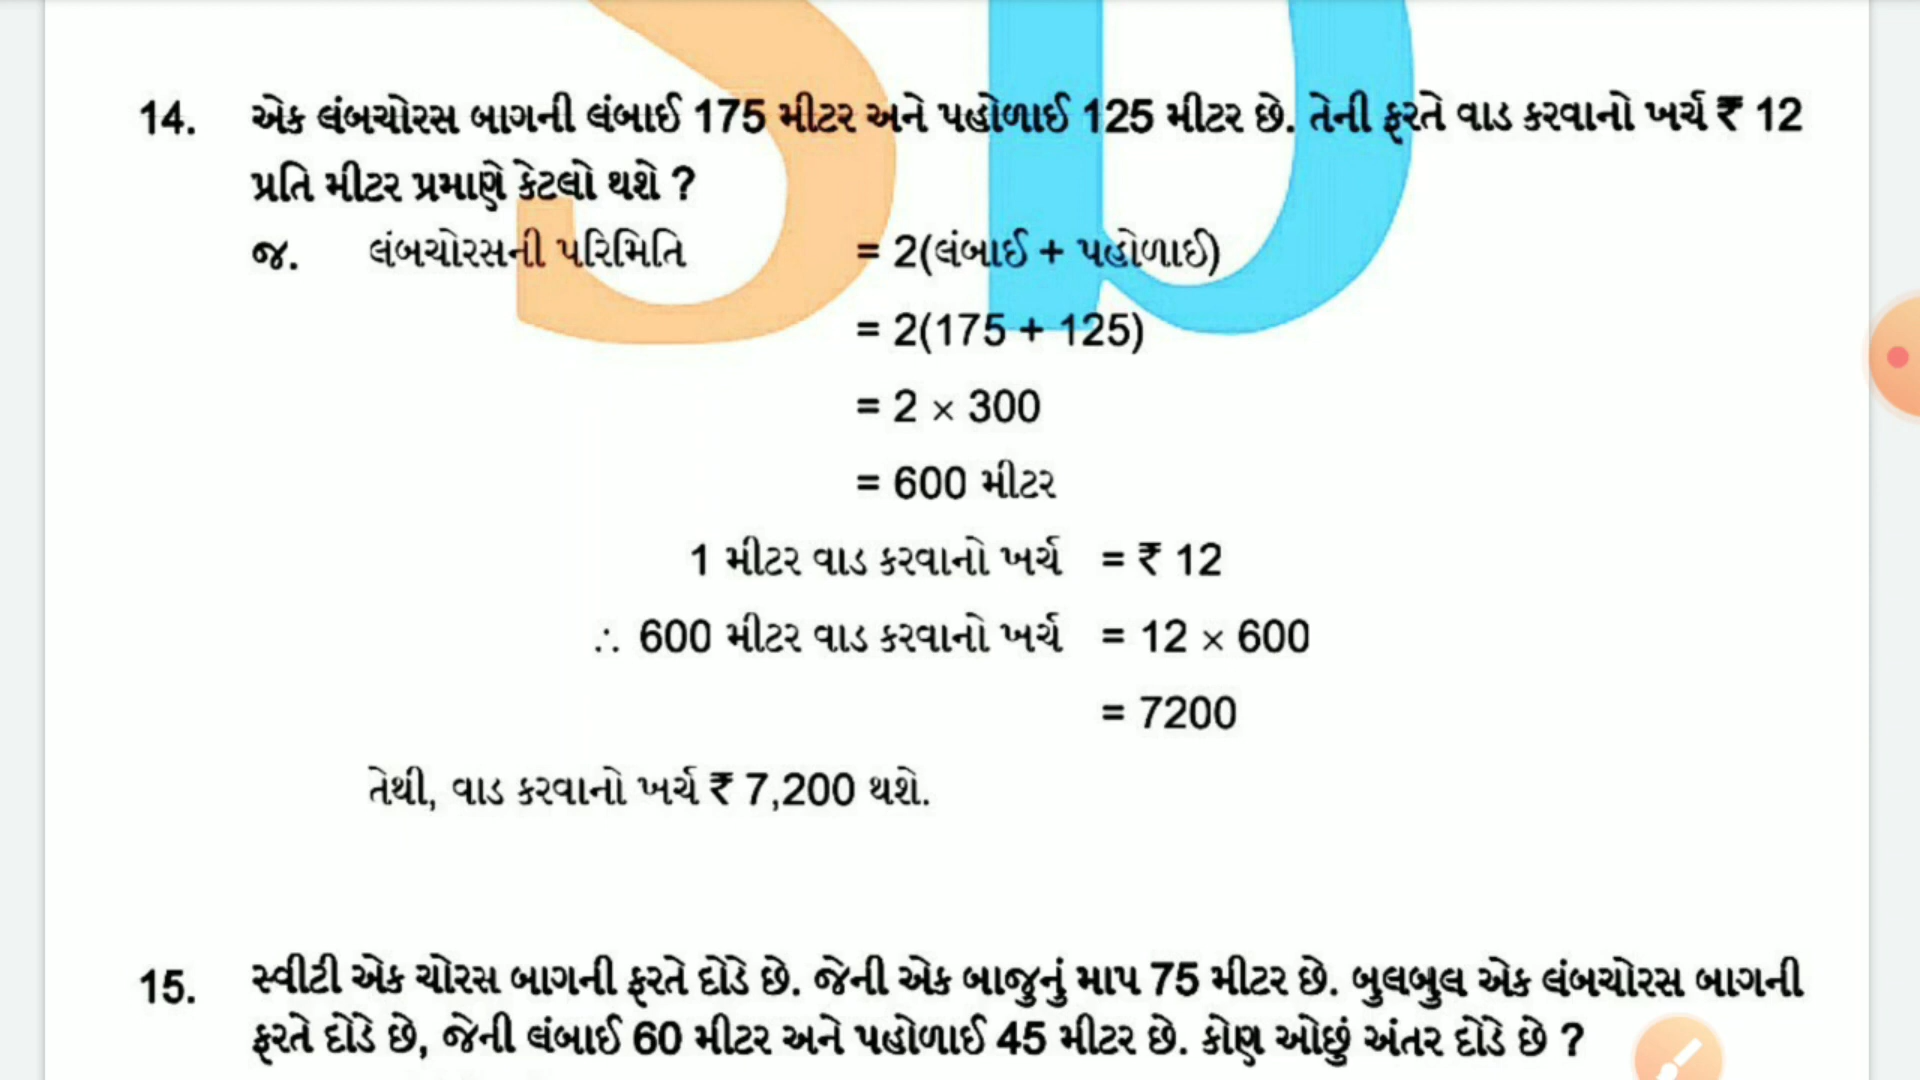 SD
14. એક લંબચોરસ બાગની લંબાઈ 175 મીટર અને પહોળાઈ 125 મીટર છે. તેની ફરતે વાડ કરવાનો ખર્ચ ₹ 12
પ્રતિ મીટર પ્રમાણે કેટલો થશે ?
જ. લંબચોરસની પરિમિતિ = 2(લંબાઈ + પહોળાઈ)
= 2(175 + 125)
= 2 × 300
= 600 મીટર
1 મીટર વાડ કરવાનો ખર્ચ = ₹ 12
∴ 600 મીટર વાડ કરવાનો ખર્ચ = 12 × 600
= 7200
તેથી, વાડ કરવાનો ખર્ચ ₹ 7,200 થશે.
15. સ્વીટી એક ચોરસ બાગની ફરતે દોડે છે. જેની એક બાજુનું માપ 75 મીટર છે. બુલબુલ એક લંબચોરસ બાગની
ફરતે દોડે છે, જેની લંબાઈ 60 મીટર અને પહોળાઈ 45 મીટર છે. કોણ ઓછું અંતર દોડે છે ?